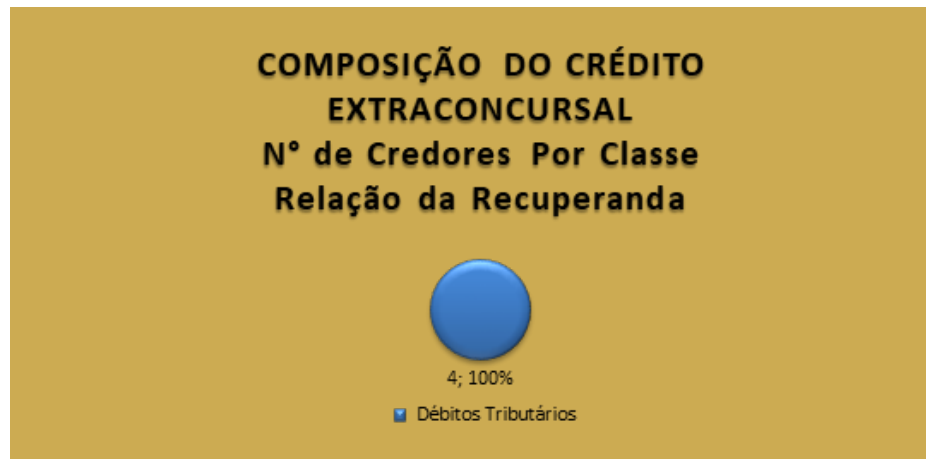 COMPOSIÇÃO DO CRÉDITO
EXTRACONCURSAL
N° de Credores Por Classe
Relação da Recuperanda
4; 100%
Débitos Tributários